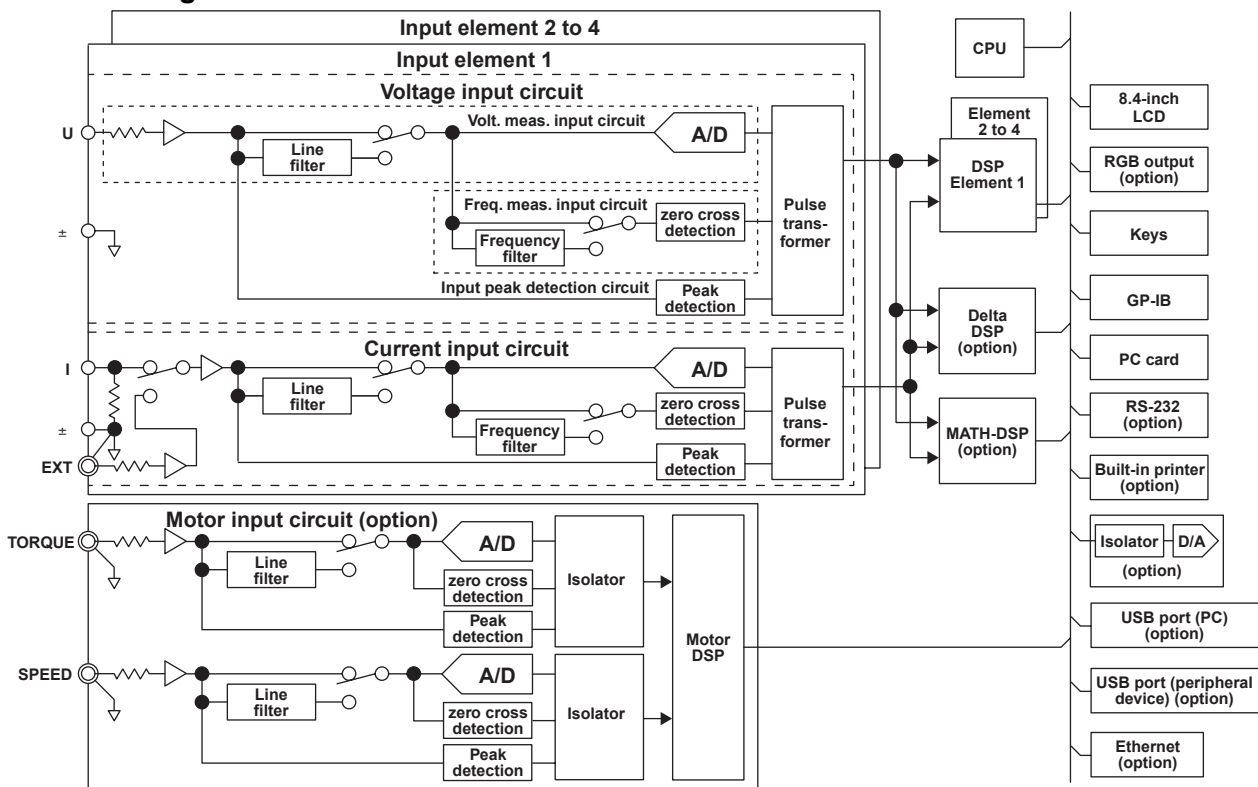 Input element 2 to 4
Input element 1
Voltage input circuit
U
Volt. meas. input circuit
A/D
Line
filter
Freq. meas. input circuit
zero cross
detection
Frequency
filter
±
Input peak detection circuit
Peak
detection
Pulse
trans-
former
Current input circuit
I
A/D
Line
filter
zero cross
detection
Frequency
filter
±
EXT
Peak
detection
Pulse
trans-
former
Motor input circuit (option)
TORQUE
A/D
Line
filter
zero cross
detection
Peak
detection
Isolator
SPEED
A/D
Line
filter
zero cross
detection
Peak
detection
Isolator
Motor
DSP
CPU
Element
2 to 4
DSP
Element 1
Delta
DSP
(option)
MATH-DSP
(option)
8.4-inch
LCD
RGB output
(option)
Keys
GP-IB
PC card
RS-232
(option)
Built-in printer
(option)
Isolator
D/A
(option)
USB port (PC)
(option)
USB port (peripheral
device) (option)
Ethernet
(option)